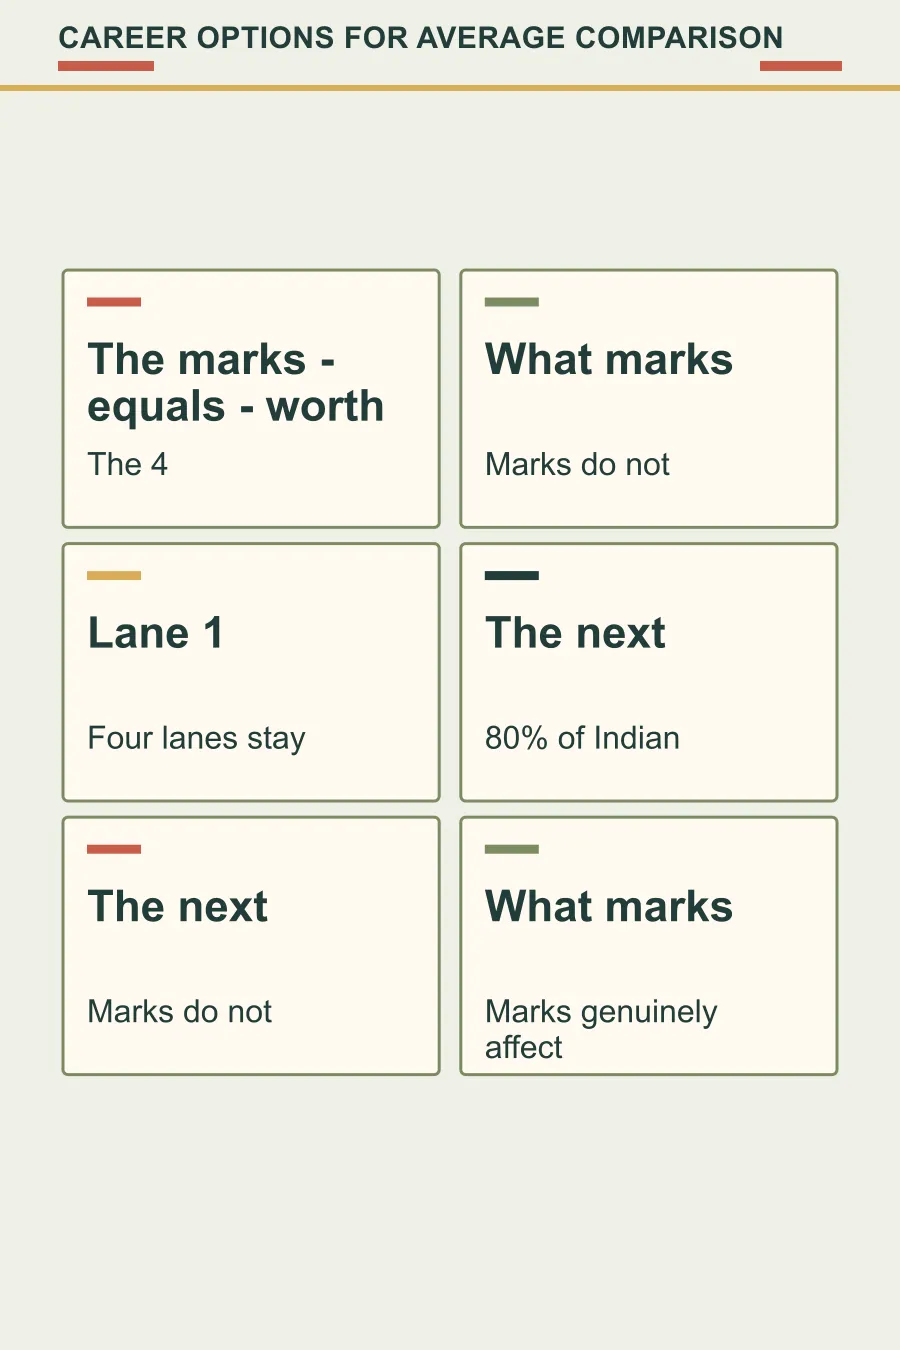 CAREER OPTIONS FOR AVERAGE COMPARISON
The marks -
equals - worth
The 4
What marks
Marks do not
Lane 1
Four lanes stay
The next
80% of Indian
The next
Marks do not
What marks
Marks genuinely
affect